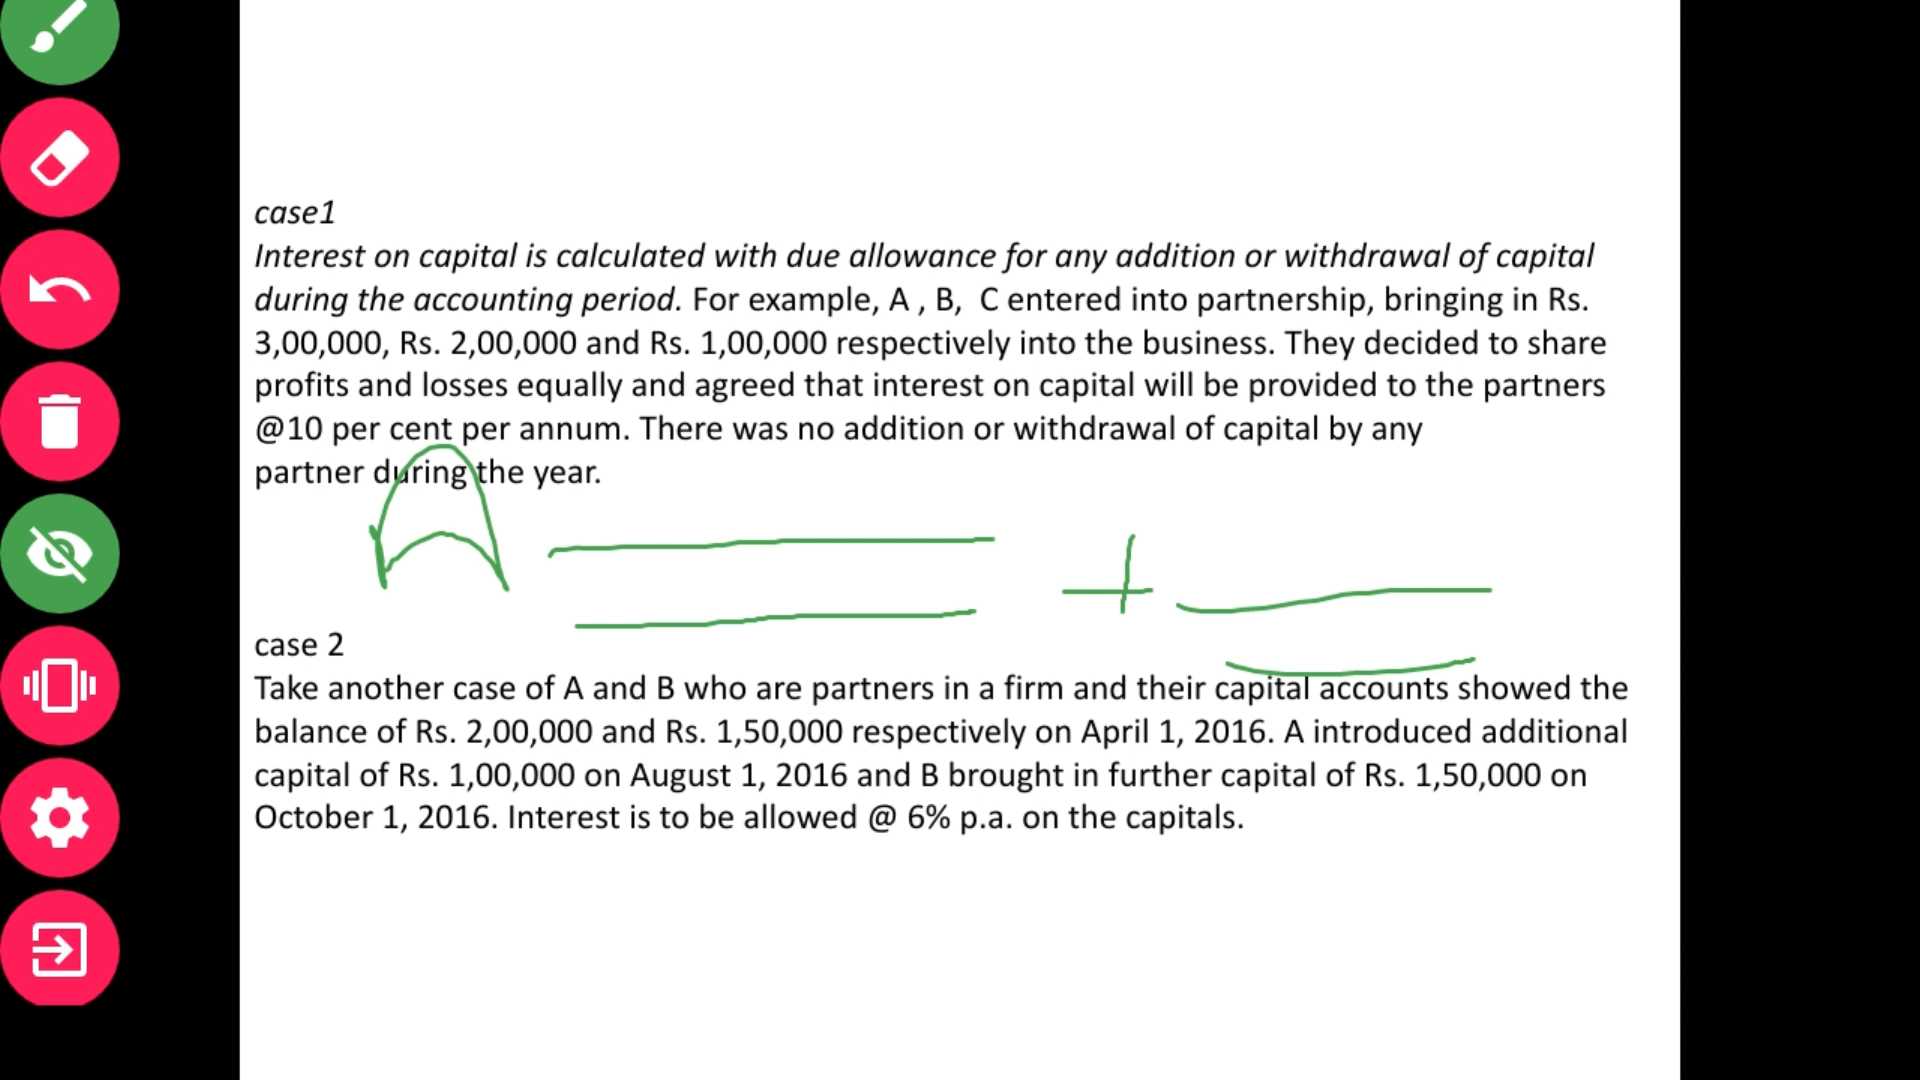 case1
Interest on capital is calculated with due allowance for any addition or withdrawal of capital
during the accounting period. For example, A , B,  C entered into partnership, bringing in Rs.
3,00,000, Rs. 2,00,000 and Rs. 1,00,000 respectively into the business. They decided to share
profits and losses equally and agreed that interest on capital will be provided to the partners
@10 per cent per annum. There was no addition or withdrawal of capital by any
partner during the year.
A +
case 2
Take another case of A and B who are partners in a firm and their capital accounts showed the
balance of Rs. 2,00,000 and Rs. 1,50,000 respectively on April 1, 2016. A introduced additional
capital of Rs. 1,00,000 on August 1, 2016 and B brought in further capital of Rs. 1,50,000 on
October 1, 2016. Interest is to be allowed @ 6% p.a. on the capitals.